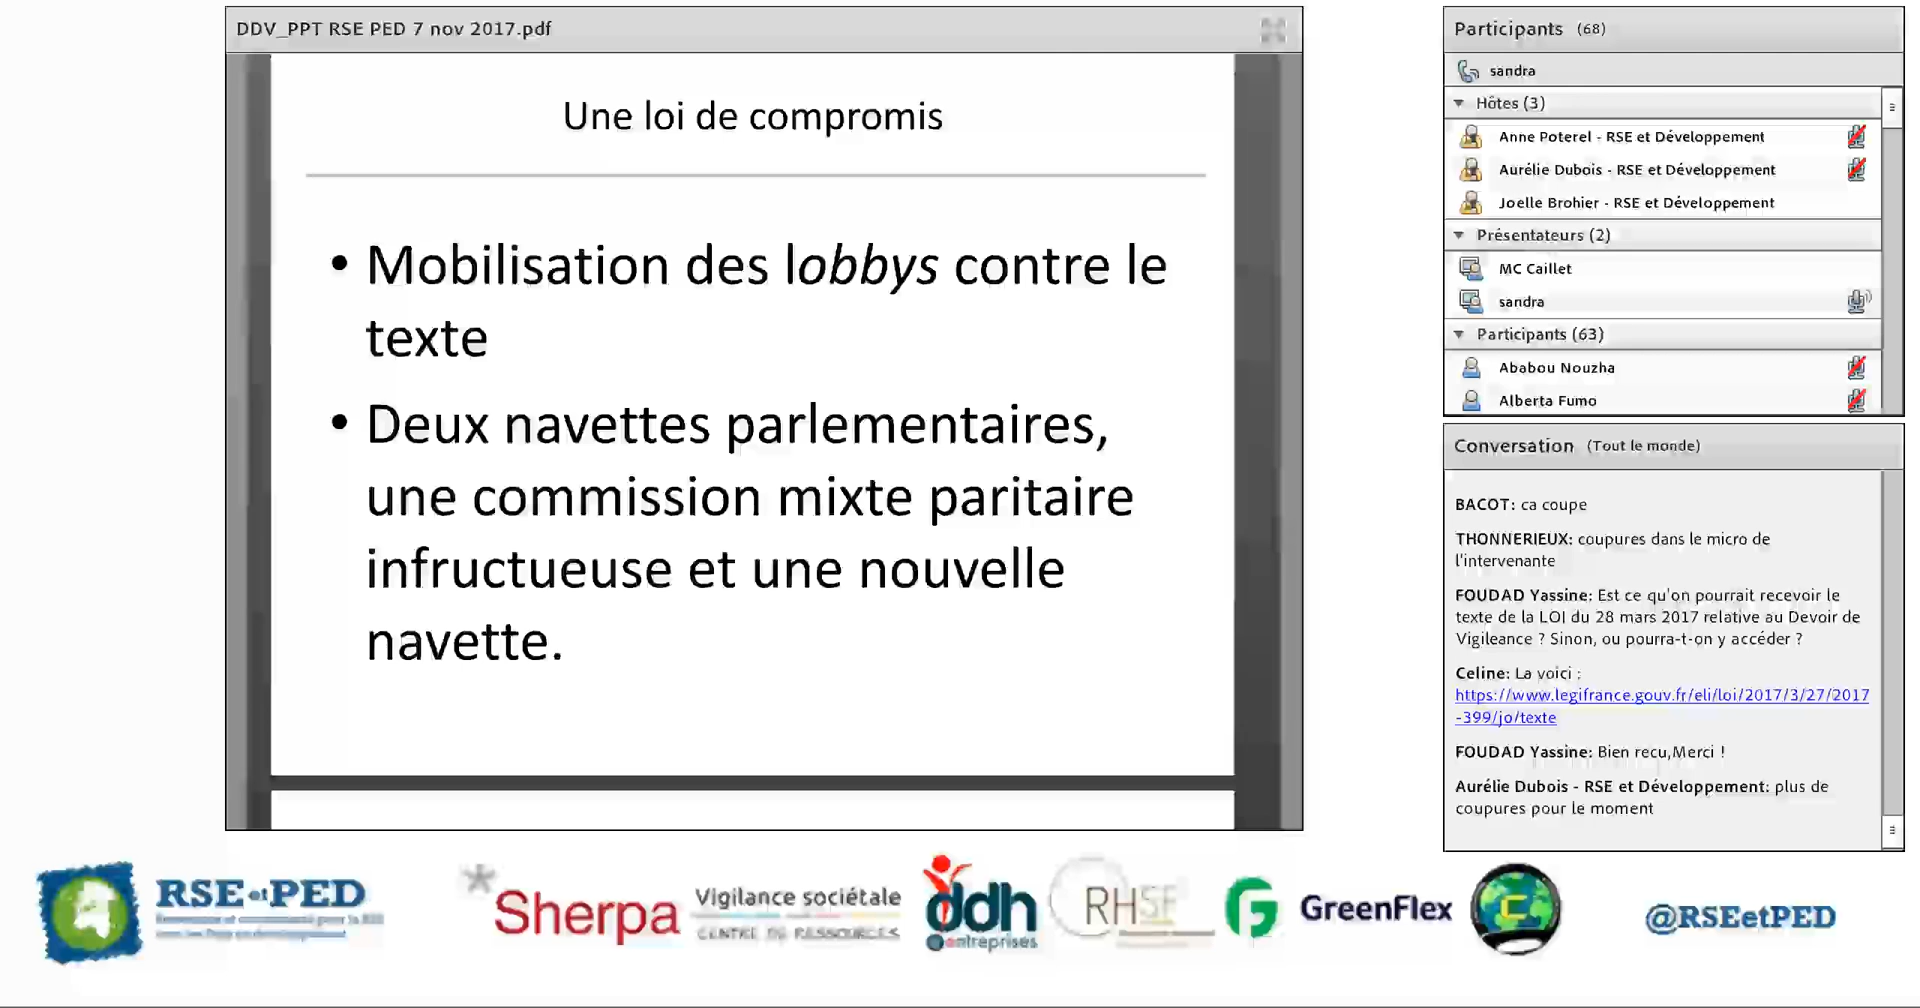 DDV_PPT RSE PED 7 nov 2017.pdf
Une loi de compromis
• Mobilisation des lobbys contre le
texte
• Deux navettes parlementaires,
une commission mixte paritaire
infructueuse et une nouvelle
navette.
Participants (68)
sandra
Hôtes (3)
Anne Poterel - RSE et Développement
Aurélie Dubois - RSE et Développement
Joelle Brohier - RSE et Développement
Présentateurs (2)
MC Caillet
sandra
Participants (63)
Ababou Nouzha
Alberta Fumo
Conversation (Tout le monde)
BACOT: ca coupe
THONNERIEUX: coupures dans le micro de
l'intervenante
FOUDAD Yassine: Est ce qu'on pourrait recevoir le
texte de la LOI du 28 mars 2017 relative au Devoir de
Vigileance ? Sinon, ou pourra-t-on y accéder ?
Celine: La voici :
https://www.legifrance.gouv.fr/eli/loi/2017/3/27/2017
-399/jo/texte
FOUDAD Yassine: Bien recu,Merci !
Aurélie Dubois - RSE et Développement: plus de
coupures pour le moment
RSE et PED
Sherpa
Vigilance sociétale
CENTRE DE RESSOURCES
ddh
entreprises
RHSF
GreenFlex
@RSEetPED